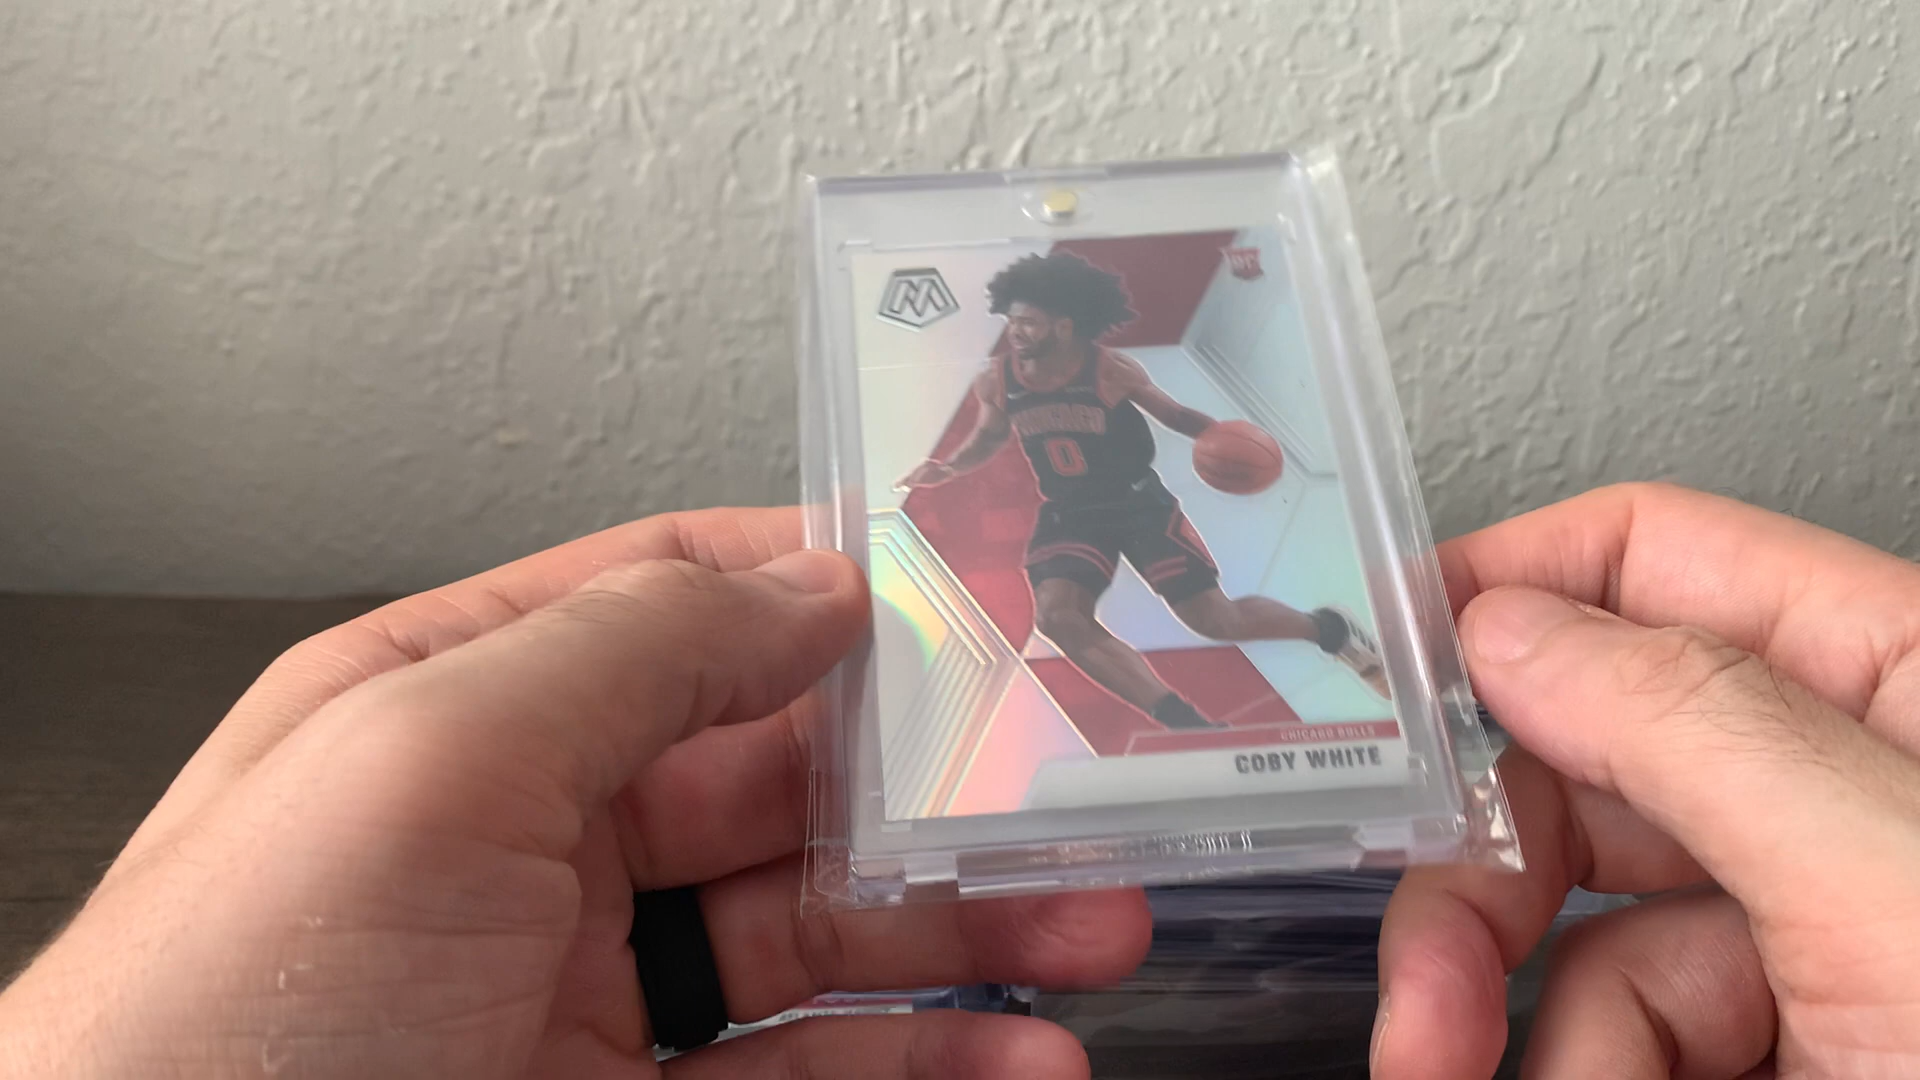 M
RC
CHICAGO
0
CHICAGO BULLS
COBY WHITE